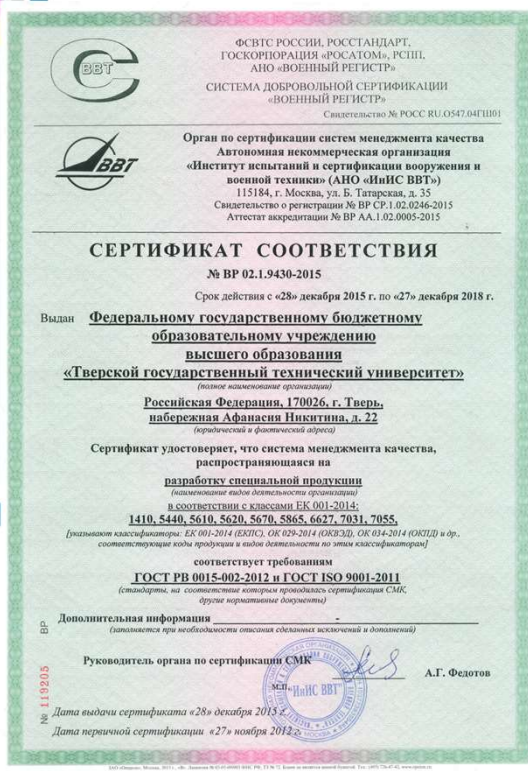 ФСВТС РОССИИ, РОССТАНДАРТ,
ГОСКОРПОРАЦИЯ «РОСАТОМ», РСПП,
АНО «ВОЕННЫЙ РЕГИСТР»
СИСТЕМА ДОБРОВОЛЬНОЙ СЕРТИФИКАЦИИ
«ВОЕННЫЙ РЕГИСТР»
Свидетельство № РОСС RU.О547.04ГШ01
ВВТ
Орган по сертификации систем менеджмента качества
Автономная некоммерческая организация
«Институт испытаний и сертификации вооружения и
военной техники» (АНО «ИнИС ВВТ»)
115184, г. Москва, ул. Б. Татарская, д. 35
Свидетельство о регистрации № ВР СР.1.02.0246-2015
Аттестат аккредитации № ВР АА.1.02.0005-2015
ВВТ
СЕРТИФИКАТ СООТВЕТСТВИЯ
№ ВР 02.1.9430-2015
Срок действия с «28» декабря 2015 г. по «27» декабря 2018 г.
Выдан Федеральному государственному бюджетному
образовательному учреждению
высшего образования
«Тверской государственный технический университет»
(полное наименование организации)
Российская Федерация, 170026, г. Тверь,
набережная Афанасия Никитина, д. 22
(юридический и фактический адреса)
Сертификат удостоверяет, что система менеджмента качества,
распространяющаяся на
разработку специальной продукции
(наименование видов деятельности организации)
в соответствии с классами ЕК 001-2014:
1410, 5440, 5610, 5620, 5670, 5865, 6627, 7031, 7055,
[указывают классификаторы: ЕК 001-2014 (ЕКПС), ОК 029-2014 (ОКВЭД), ОК 034-2014 (ОКПД) и др.,
соответствующие коды продукции и видов деятельности по этим классификаторам]
соответствует требованиям
ГОСТ РВ 0015-002-2012 и ГОСТ ISO 9001-2011
(стандарты, на соответствие которым проводилась сертификация СМК,
другие нормативные документы)
Дополнительная информация -
(заполняется при необходимости описания сделанных исключений и дополнений)
Руководитель органа по сертификации СМК
А.Г. Федотов
М.П.
"ИнИС ВВТ"
Дата выдачи сертификата «28» декабря 2015 г.
Дата первичной сертификации «27» ноября 2012 г.
ВР
№ 119205